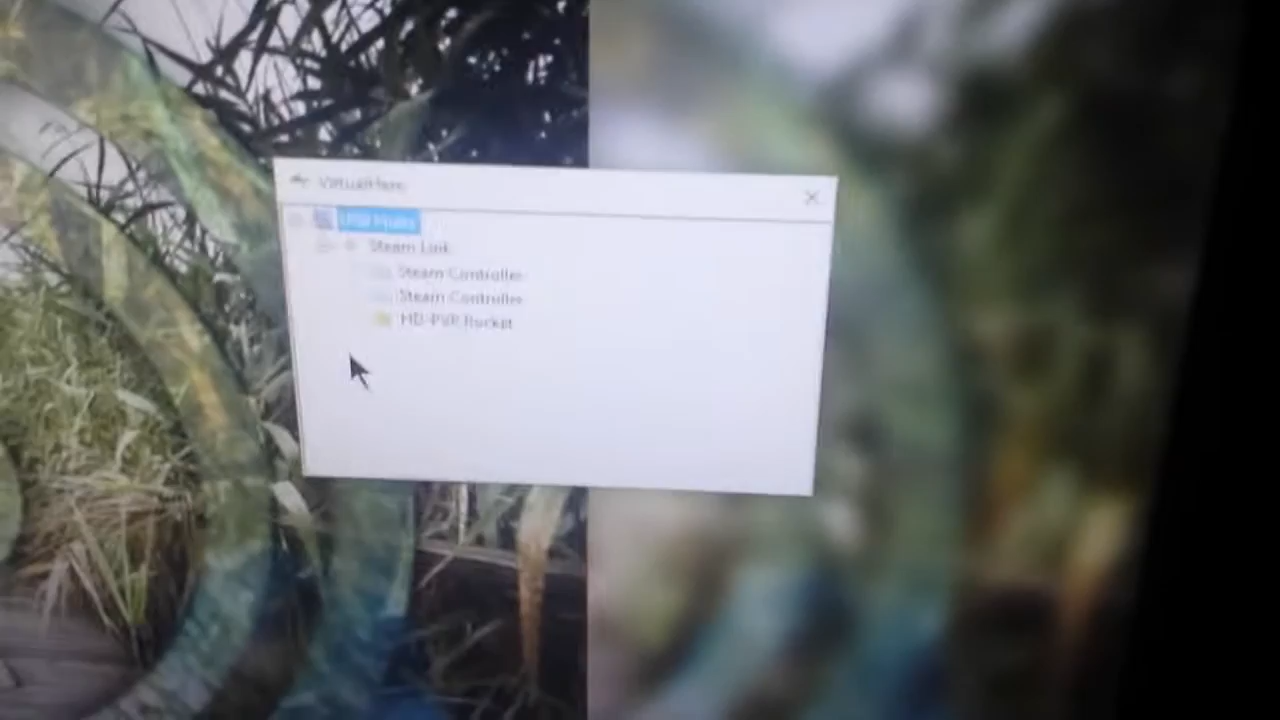 VirtualHere
USB Hubs
Steam Link
Steam Controller
Steam Controller
HD-PVR Rocket